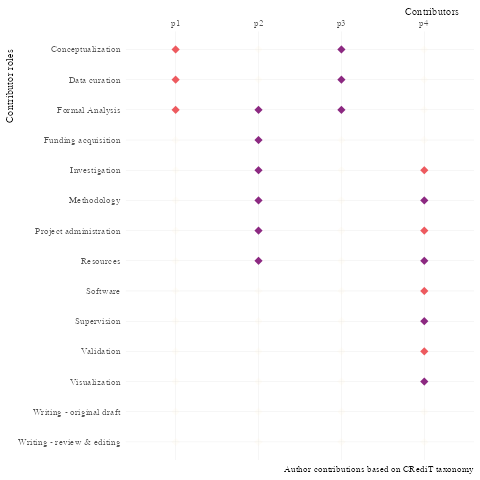 Contributors
p1 p2 p3 p4
Contributor roles
Conceptualization
Data curation
Formal Analysis
Funding acquisition
Investigation
Methodology
Project administration
Resources
Software
Supervision
Validation
Visualization
Writing - original draft
Writing - review & editing
Author contributions based on CRediT taxonomy